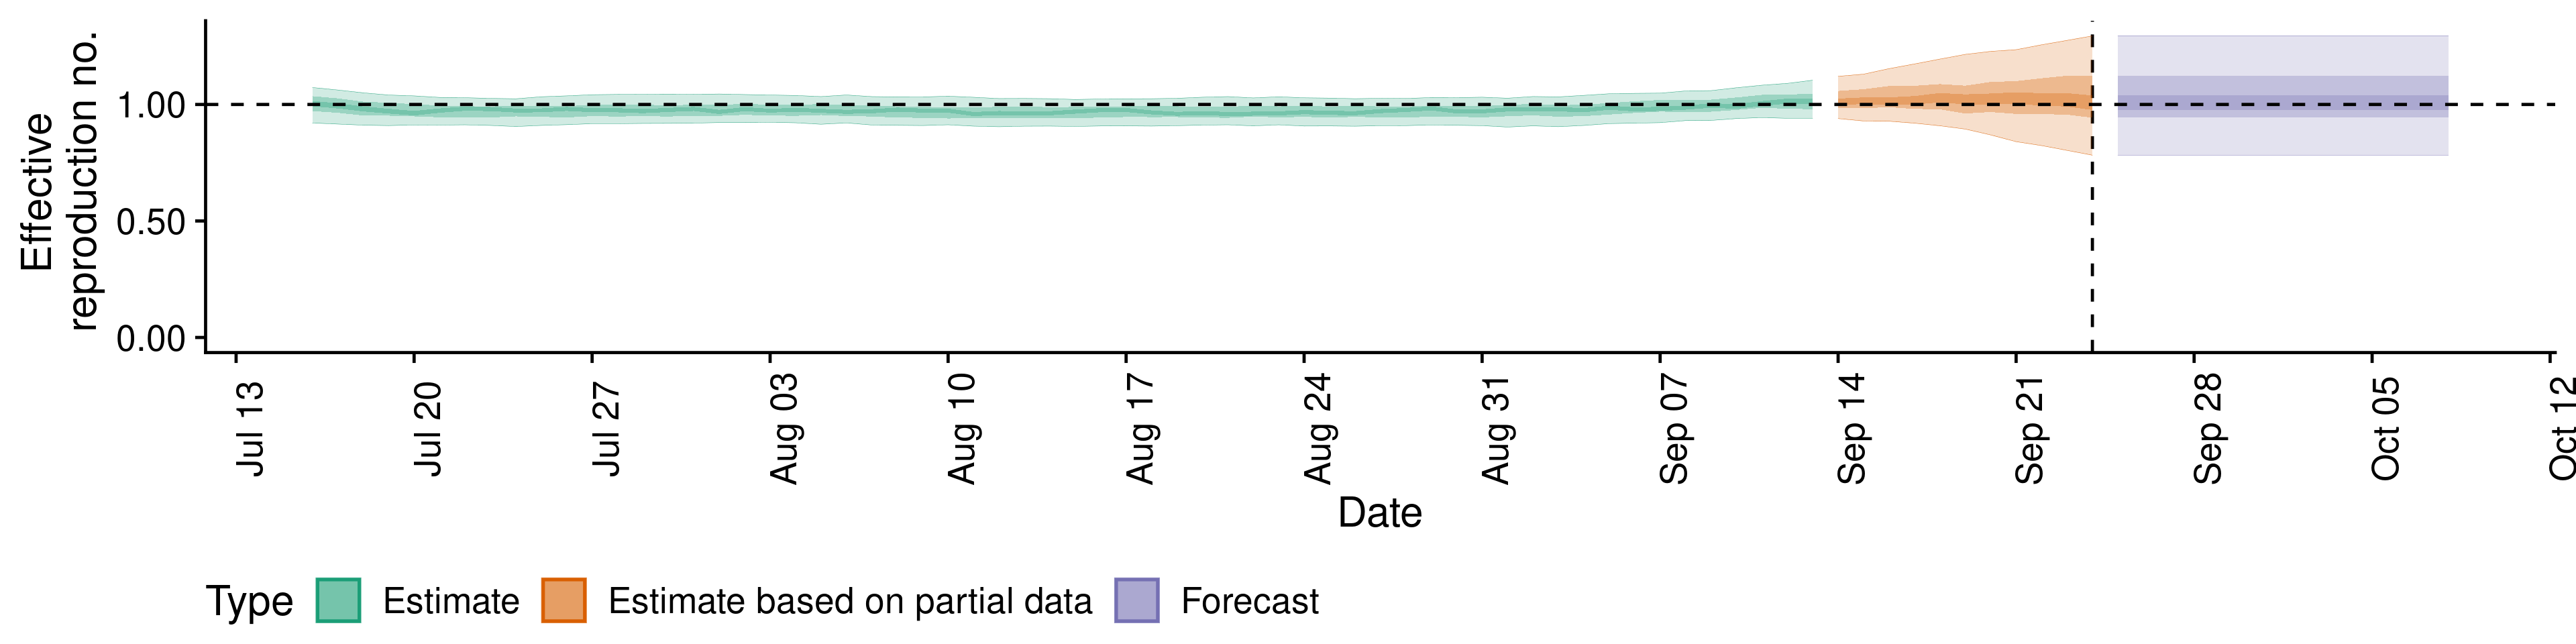 Effective
reproduction no.
1.00
0.50
0.00
Jul 13
Jul 20
Jul 27
Aug 03
Aug 10
Aug 17
Aug 24
Aug 31
Sep 07
Sep 14
Sep 21
Sep 28
Oct 05
Oct 12
Date
Type Estimate Estimate based on partial data Forecast